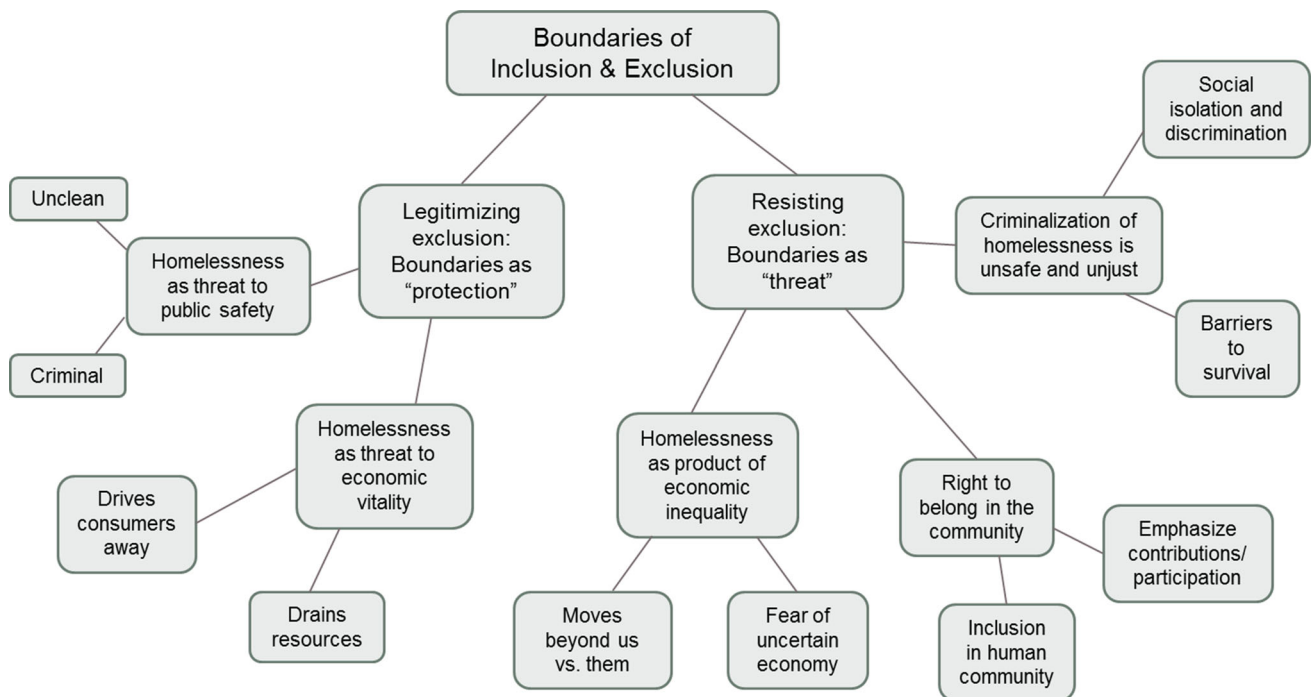 Boundaries of
Inclusion & Exclusion
Social
isolation and
discrimination
Unclean
Legitimizing
exclusion:
Boundaries as
“protection”
Resisting
exclusion:
Boundaries as
“threat”
Criminalization of
homelessness is
unsafe and unjust
Homelessness
as threat to
public safety
Barriers
to
survival
Criminal
Homelessness
as threat to
economic
vitality
Homelessness
as product of
economic
inequality
Right to
belong in the
community
Drives
consumers
away
Emphasize
contributions/
participation
Drains
resources
Moves
beyond us
vs. them
Fear of
uncertain
economy
Inclusion
in human
community